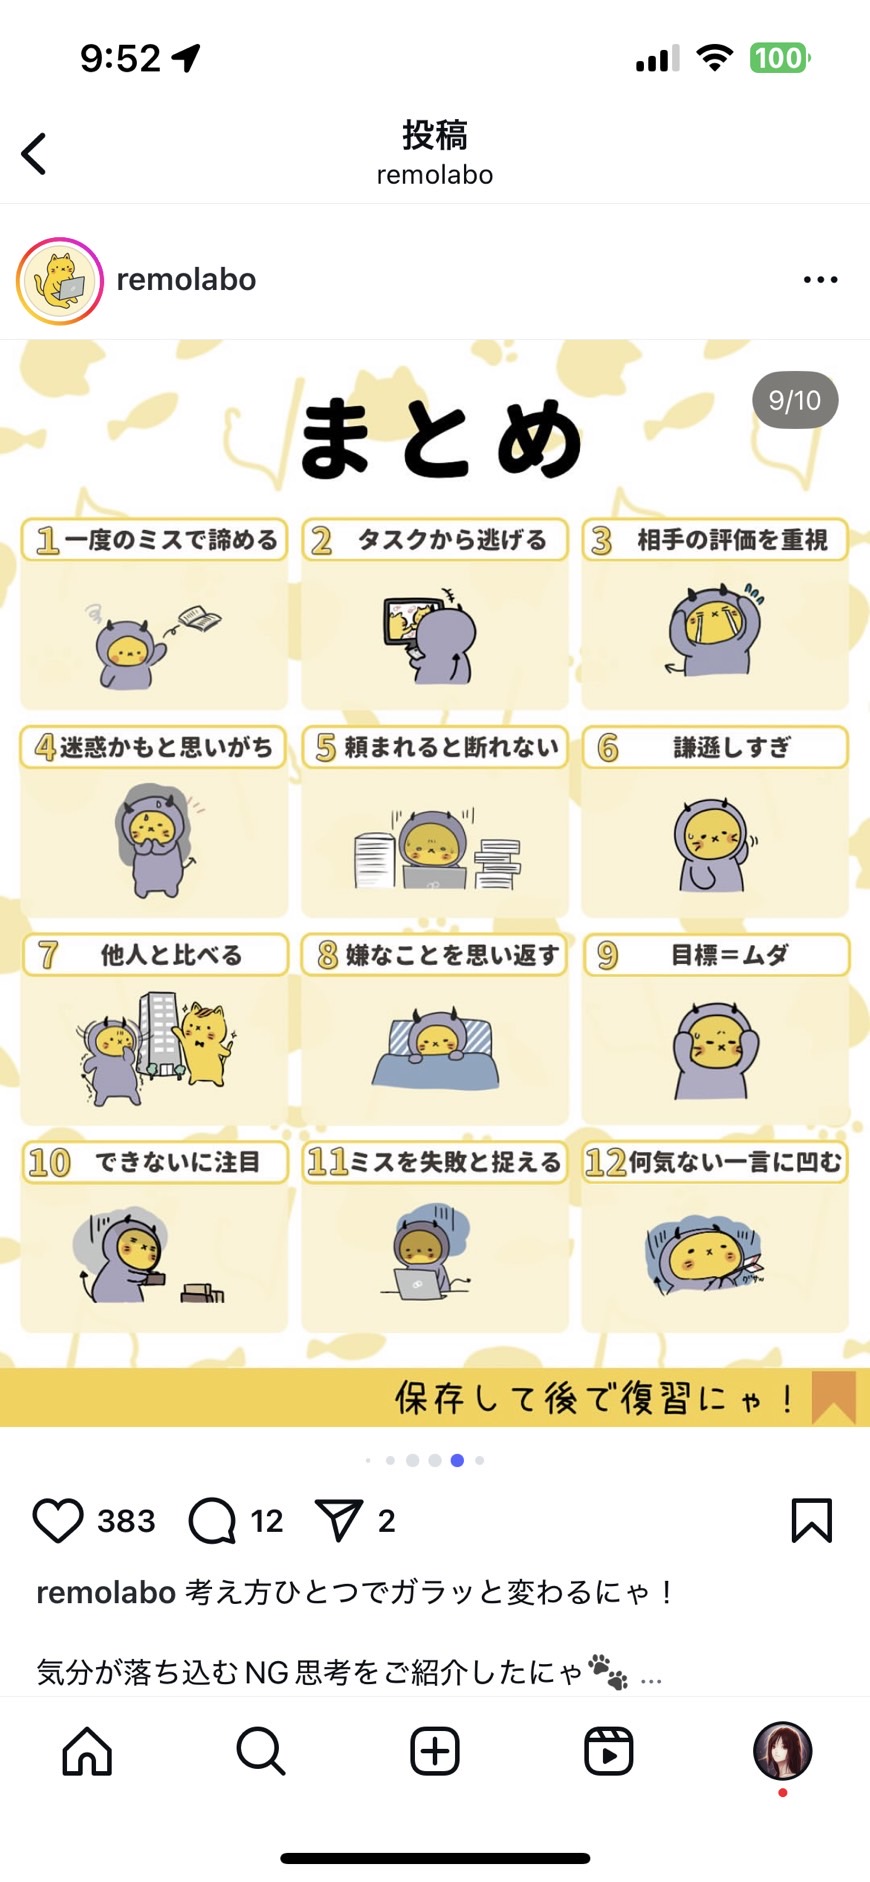 9:52
100
投稿
remolabo
remolabo
まとめ
9/10
1 一度のミスで諦める
2 タスクから逃げる
3 相手の評価を重視
4 迷惑かもと思いがち
5 頼まれると断れない
6 謙遜しすぎ
7 他人と比べる
8 嫌なことを思い返す
9 目標=ムダ
10 できないに注目
11 ミスを失敗と捉える
12 何気ない一言に凹む
保存して後で復習にゃ！
383 12 2
remolabo 考え方ひとつでガラッと変わるにゃ！
気分が落ち込むNG思考をご紹介したにゃ🐾 ...